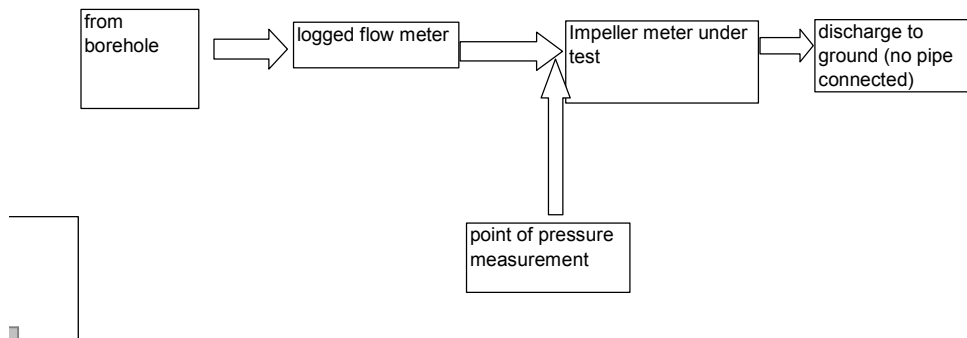 from
borehole
logged flow meter
Impeller meter under
test
discharge to
ground (no pipe
connected)
point of pressure
measurement